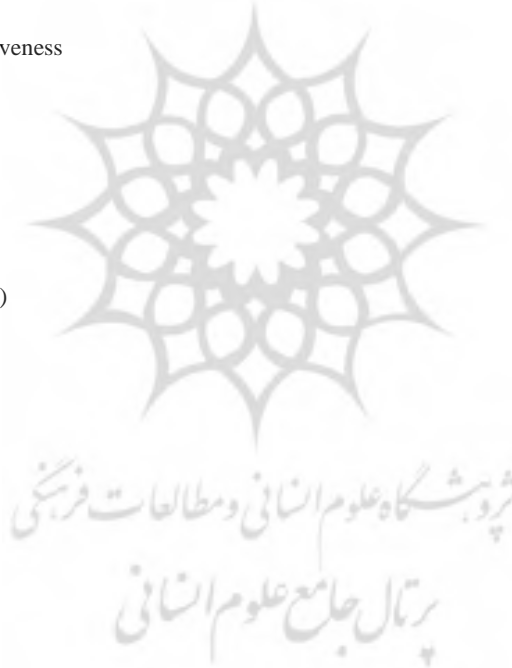 veness
)
پژوهشگاه علوم انسانی و مطالعات فرهنگی
پرتال جامع علوم انسانی